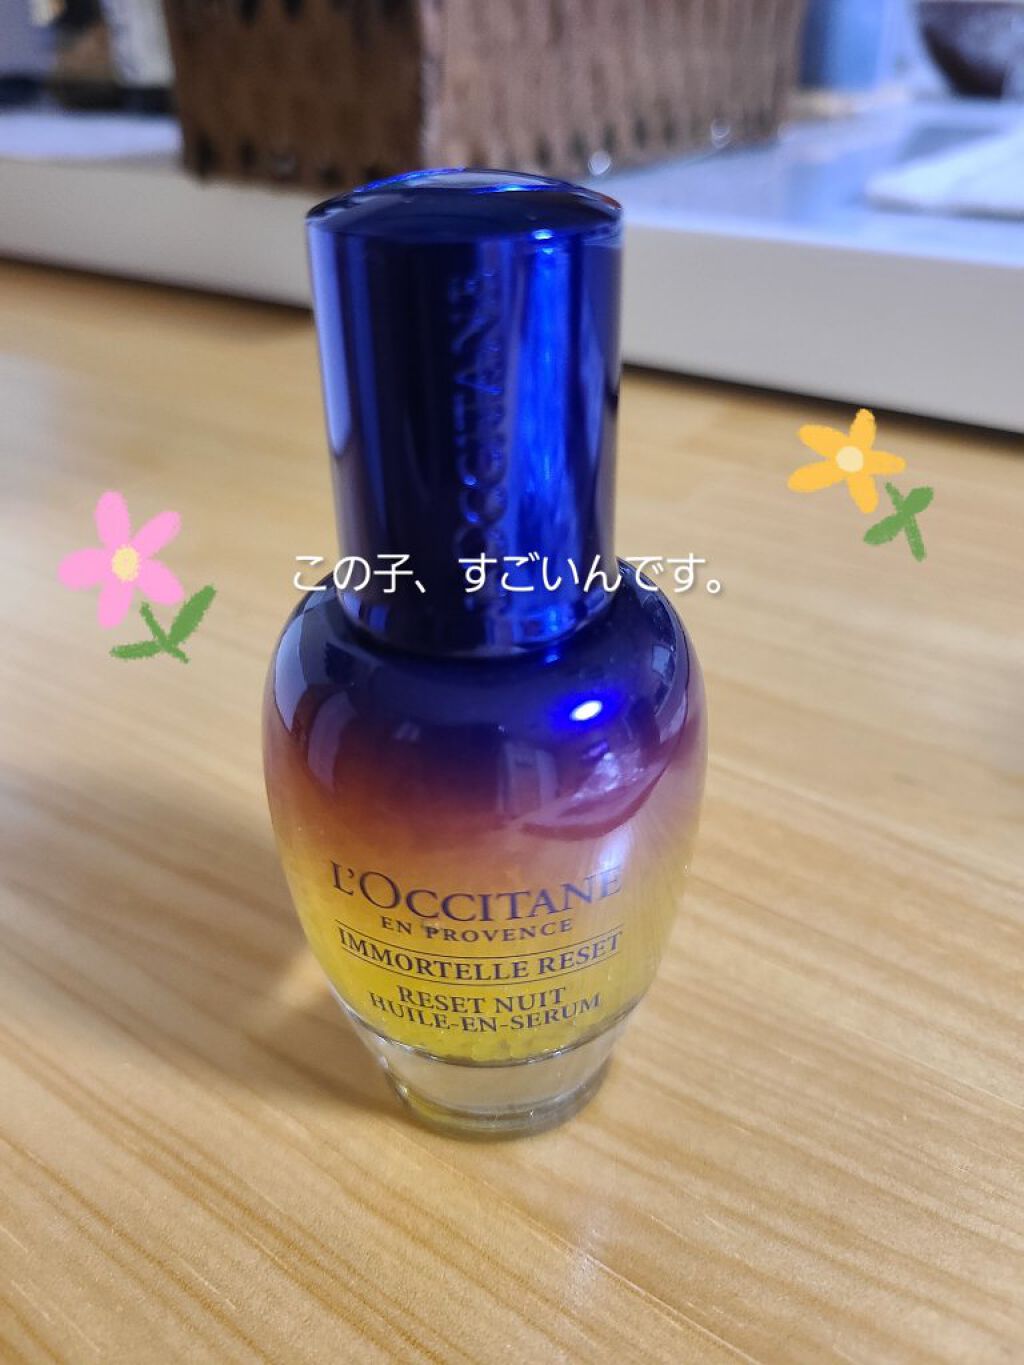 L'OCCITANE
この子、すごいんです。
L'OCCITANE
EN PROVENCE
IMMORTELLE RESET
RESET NUIT
HUILE-EN-SERUM